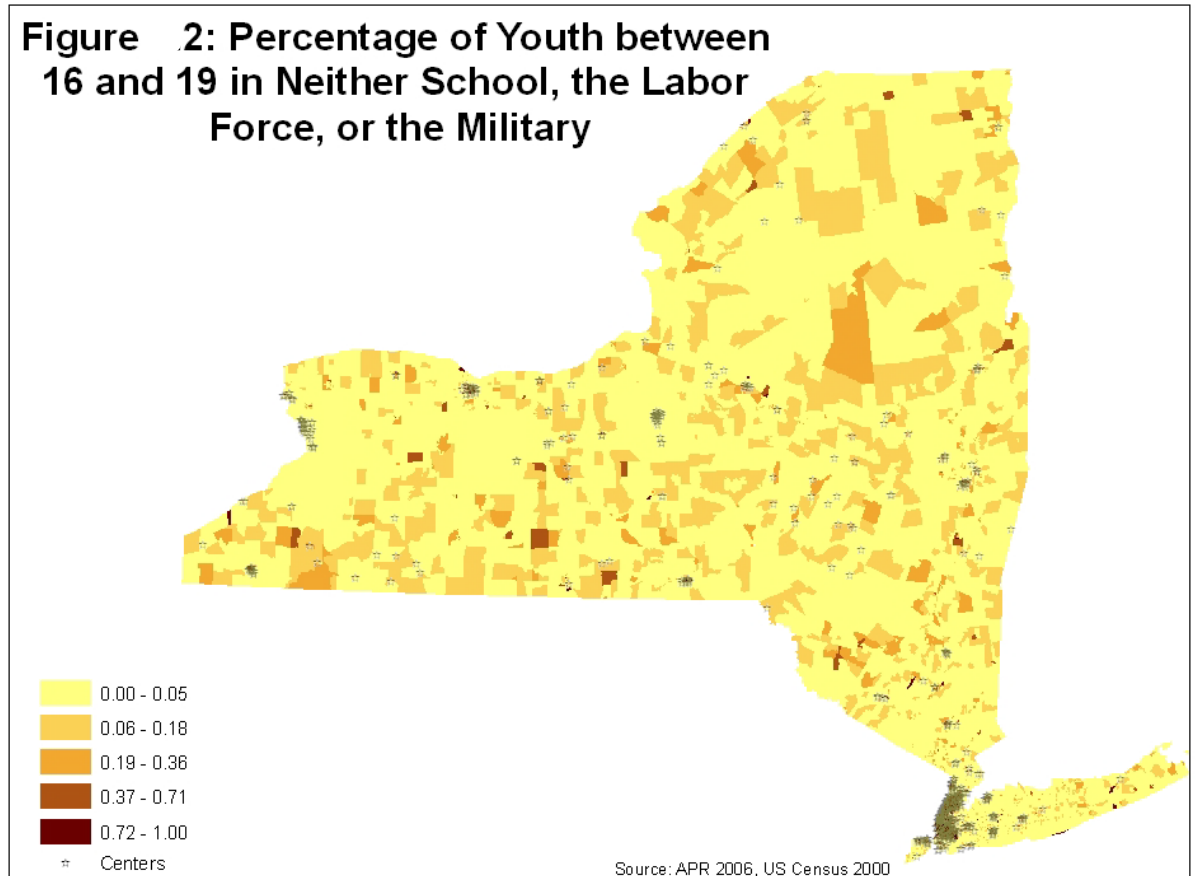 Figure .2: Percentage of Youth between
16 and 19 in Neither School, the Labor
Force, or the Military
0.00 - 0.05
0.06 - 0.18
0.19 - 0.36
0.37 - 0.71
0.72 - 1.00
Centers
Source: APR 2006, US Census 2000